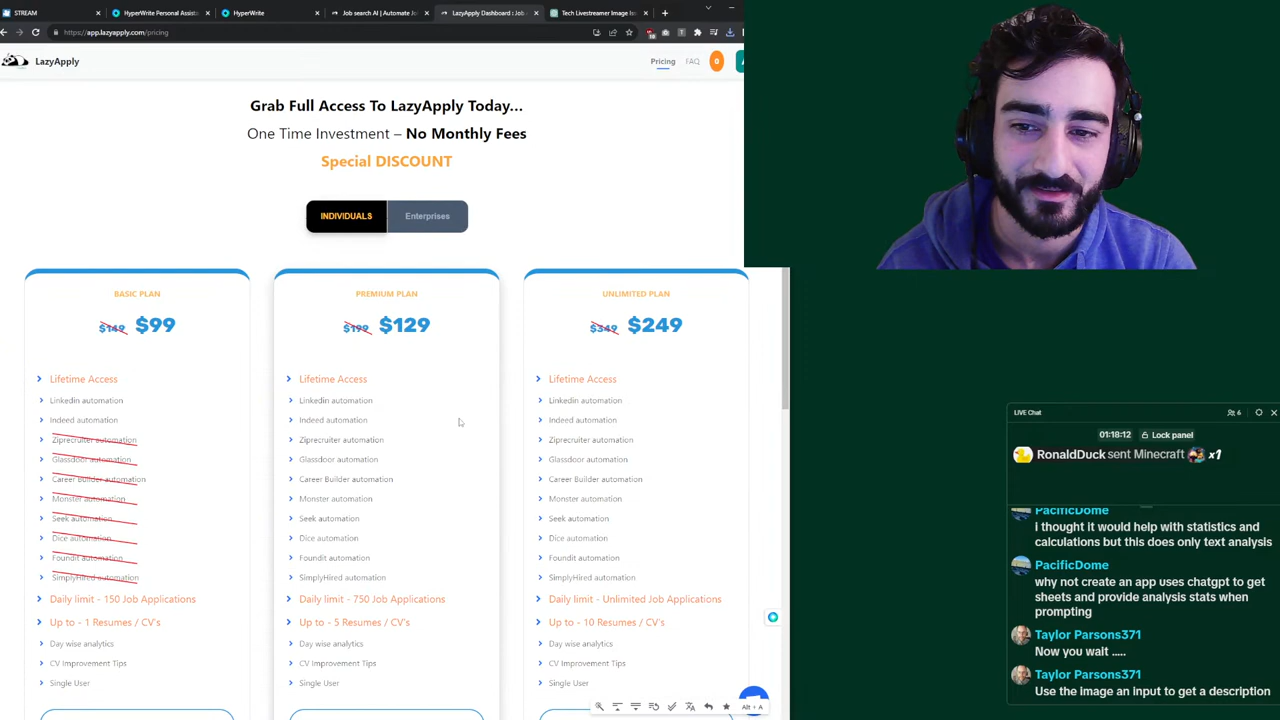 STREAM
HyperWrite Personal Assist
HyperWrite
Job search AI | Automate Jo
LazyApply Dashboard : Job
Tech Livestreamer Image Is
https://app.lazyapply.com/pricing
LazyApply
Pricing
FAQ
0
Grab Full Access To LazyApply Today...
One Time Investment – No Monthly Fees
Special DISCOUNT
INDIVIDUALS
Enterprises
BASIC PLAN
$149 $99
Lifetime Access
Linkedin automation
Indeed automation
Ziprecruiter automation
Glassdoor automation
Career Builder automation
Monster automation
Seek automation
Dice automation
Foundit automation
SimplyHired automation
Daily limit - 150 Job Applications
Up to - 1 Resumes / CV's
Day wise analytics
CV Improvement Tips
Single User
PREMIUM PLAN
$199 $129
Lifetime Access
Linkedin automation
Indeed automation
Ziprecruiter automation
Glassdoor automation
Career Builder automation
Monster automation
Seek automation
Dice automation
Foundit automation
SimplyHired automation
Daily limit - 750 Job Applications
Up to - 5 Resumes / CV's
Day wise analytics
CV Improvement Tips
Single User
UNLIMITED PLAN
$349 $249
Lifetime Access
Linkedin automation
Indeed automation
Ziprecruiter automation
Glassdoor automation
Career Builder automation
Monster automation
Seek automation
Dice automation
Foundit automation
SimplyHired automation
Daily limit - Unlimited Job Applications
Up to - 10 Resumes / CV's
Day wise analytics
CV Improvement Tips
Single User
Alt + A
LIVE Chat
6
01:18:12
Lock panel
RonaldDuck sent Minecraft x1
PacificDome
I thought it would help with statistics and
calculations but this does only text analysis
PacificDome
why not create an app uses chatgpt to get
sheets and provide analysis stats when
prompting
Taylor Parsons371
Now you wait .....
Taylor Parsons371
Use the image an input to get a description